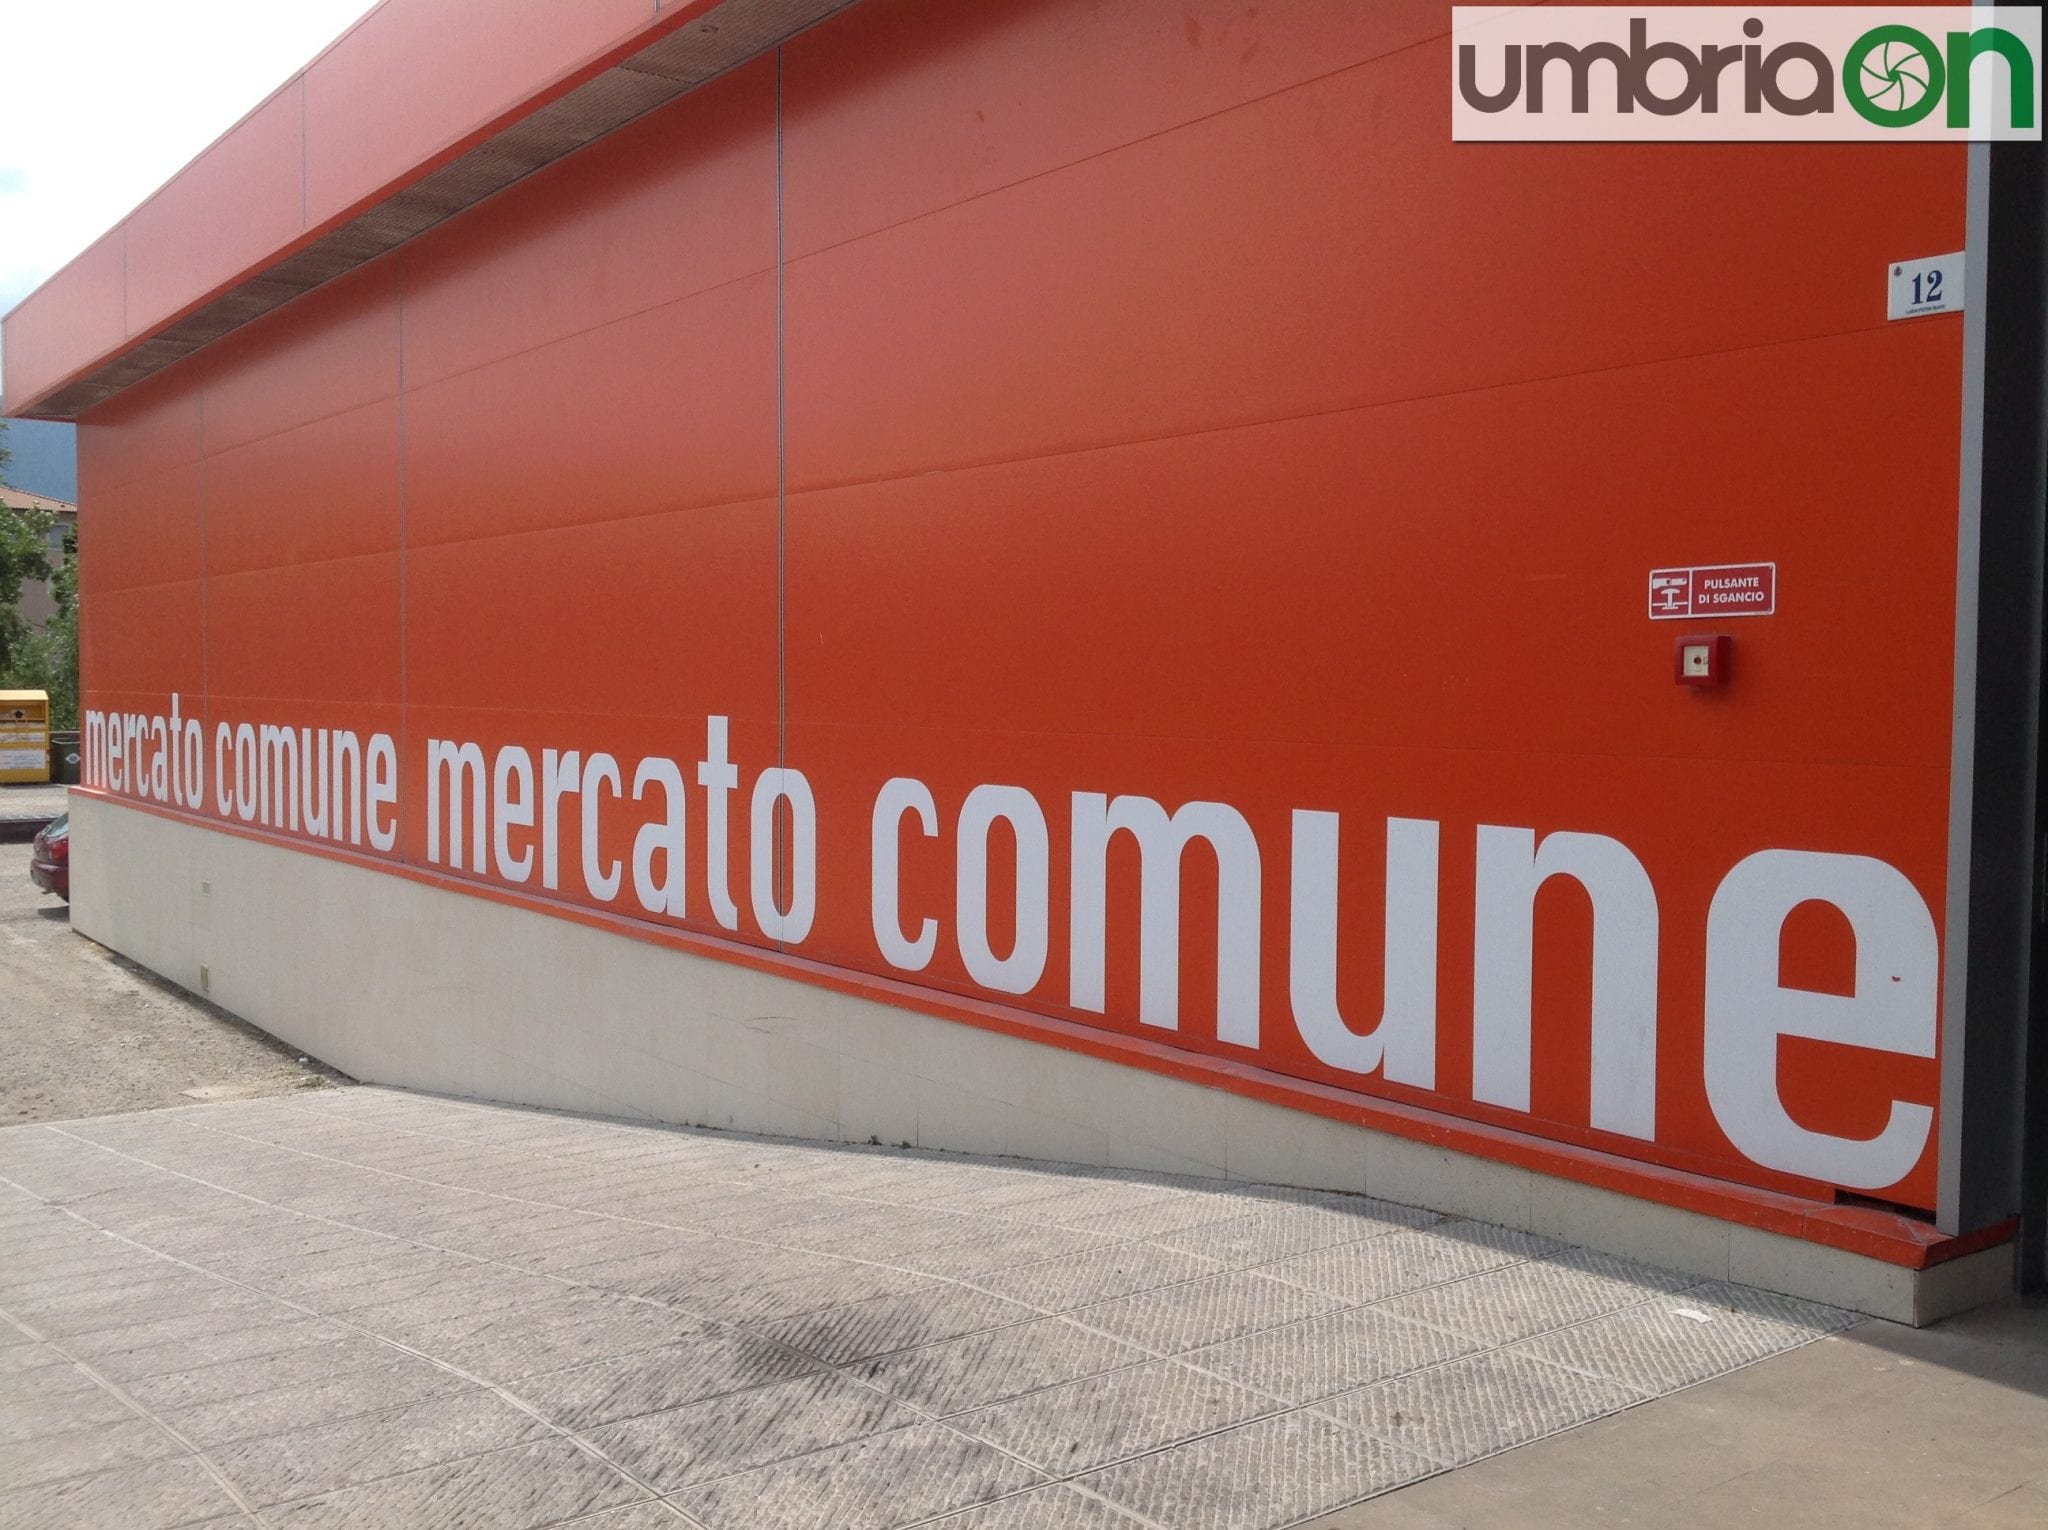 umbriaon
12
PULSANTE
DI SGANCIO
mercato comune mercato comune